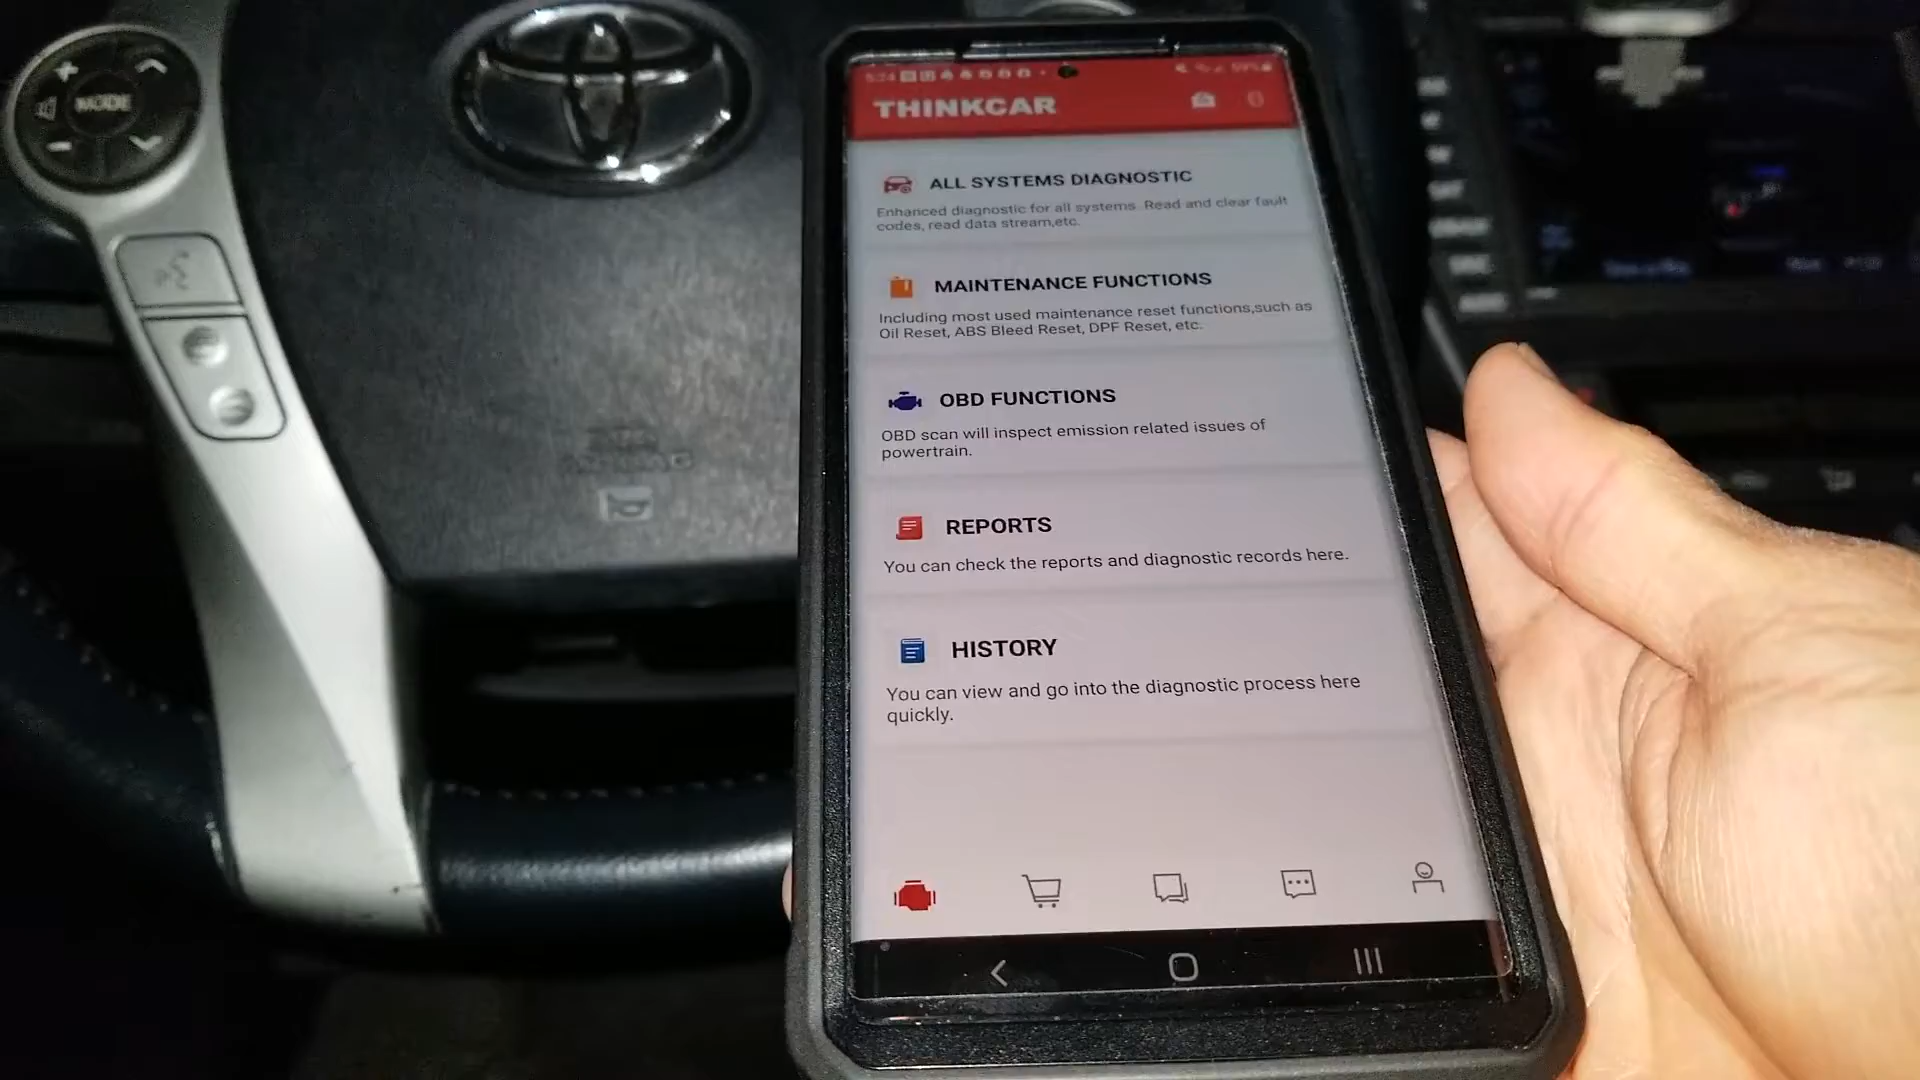 MODE
5:24
59%
THINKCAR
ALL SYSTEMS DIAGNOSTIC
Enhanced diagnostic for all systems. Read and clear fault
codes, read data stream,etc.
MAINTENANCE FUNCTIONS
Including most used maintenance reset functions,such as
Oil Reset, ABS Bleed Reset, DPF Reset, etc.
OBD FUNCTIONS
OBD scan will inspect emission related issues of
powertrain.
REPORTS
You can check the reports and diagnostic records here.
HISTORY
You can view and go into the diagnostic process here
quickly.